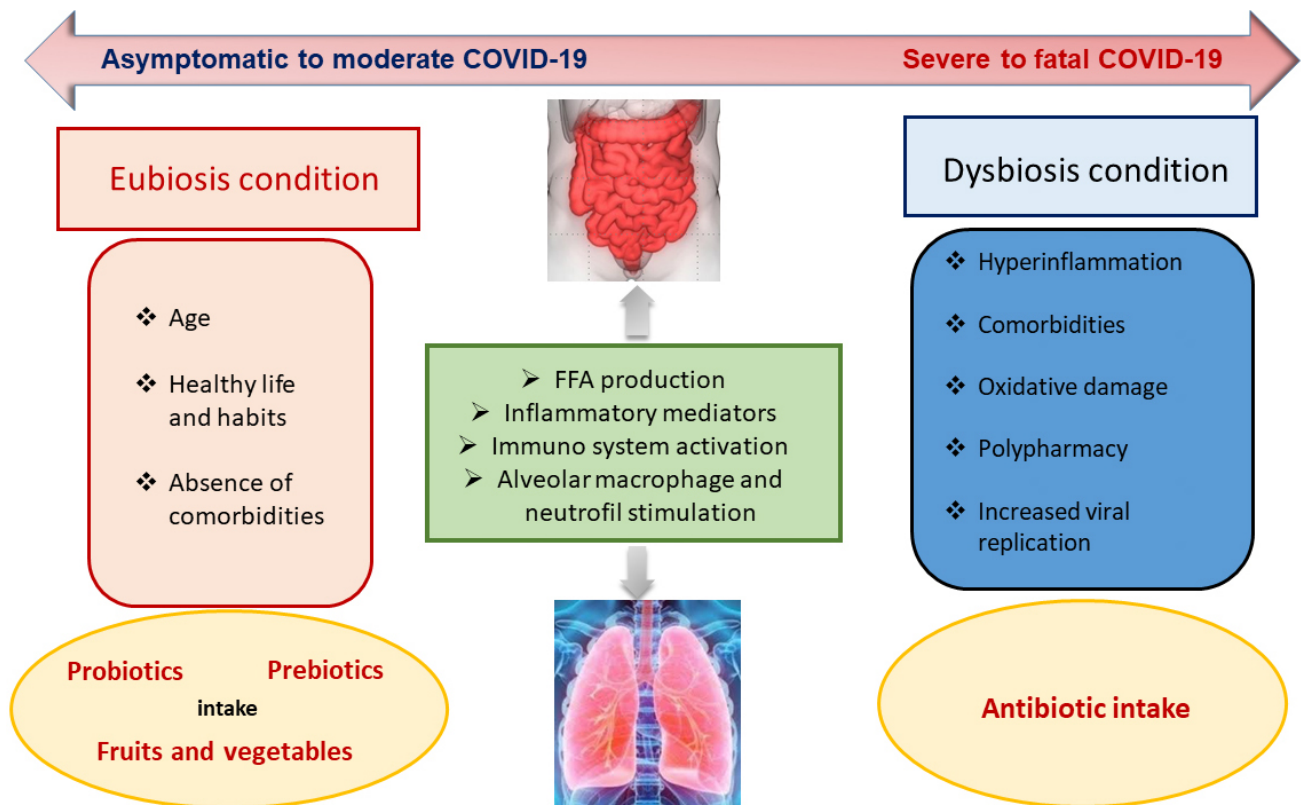 Asymptomatic to moderate COVID-19
Severe to fatal COVID-19
Eubiosis condition
Age
Healthy life
and habits
Absence of
comorbidities
Probiotics
Prebiotics
intake
Fruits and vegetables
FFA production
Inflammatory mediators
Immuno system activation
Alveolar macrophage and
neutrofil stimulation
Dysbiosis condition
Hyperinflammation
Comorbidities
Oxidative damage
Polypharmacy
Increased viral
replication
Antibiotic intake